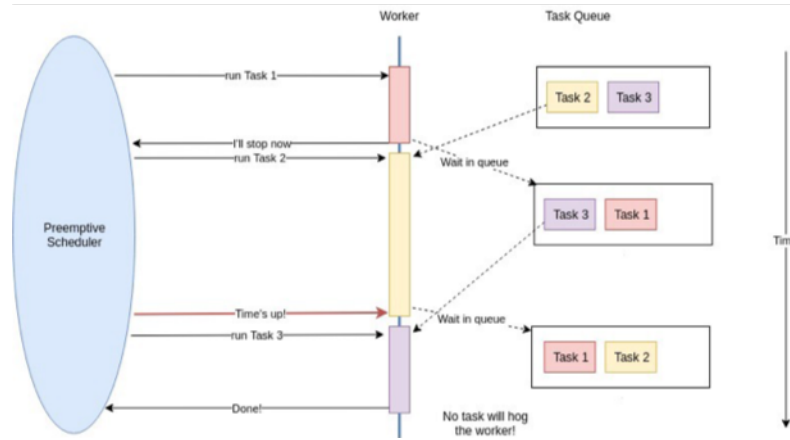 Worker
Task Queue
run Task 1
Task 2
Task 3
I'll stop now
run Task 2
Wait in queue
Task 3
Task 1
Preemptive
Scheduler
Tim
Time's up!
Wait in queue
run Task 3
Task 1
Task 2
Done!
No task will hog
the worker!